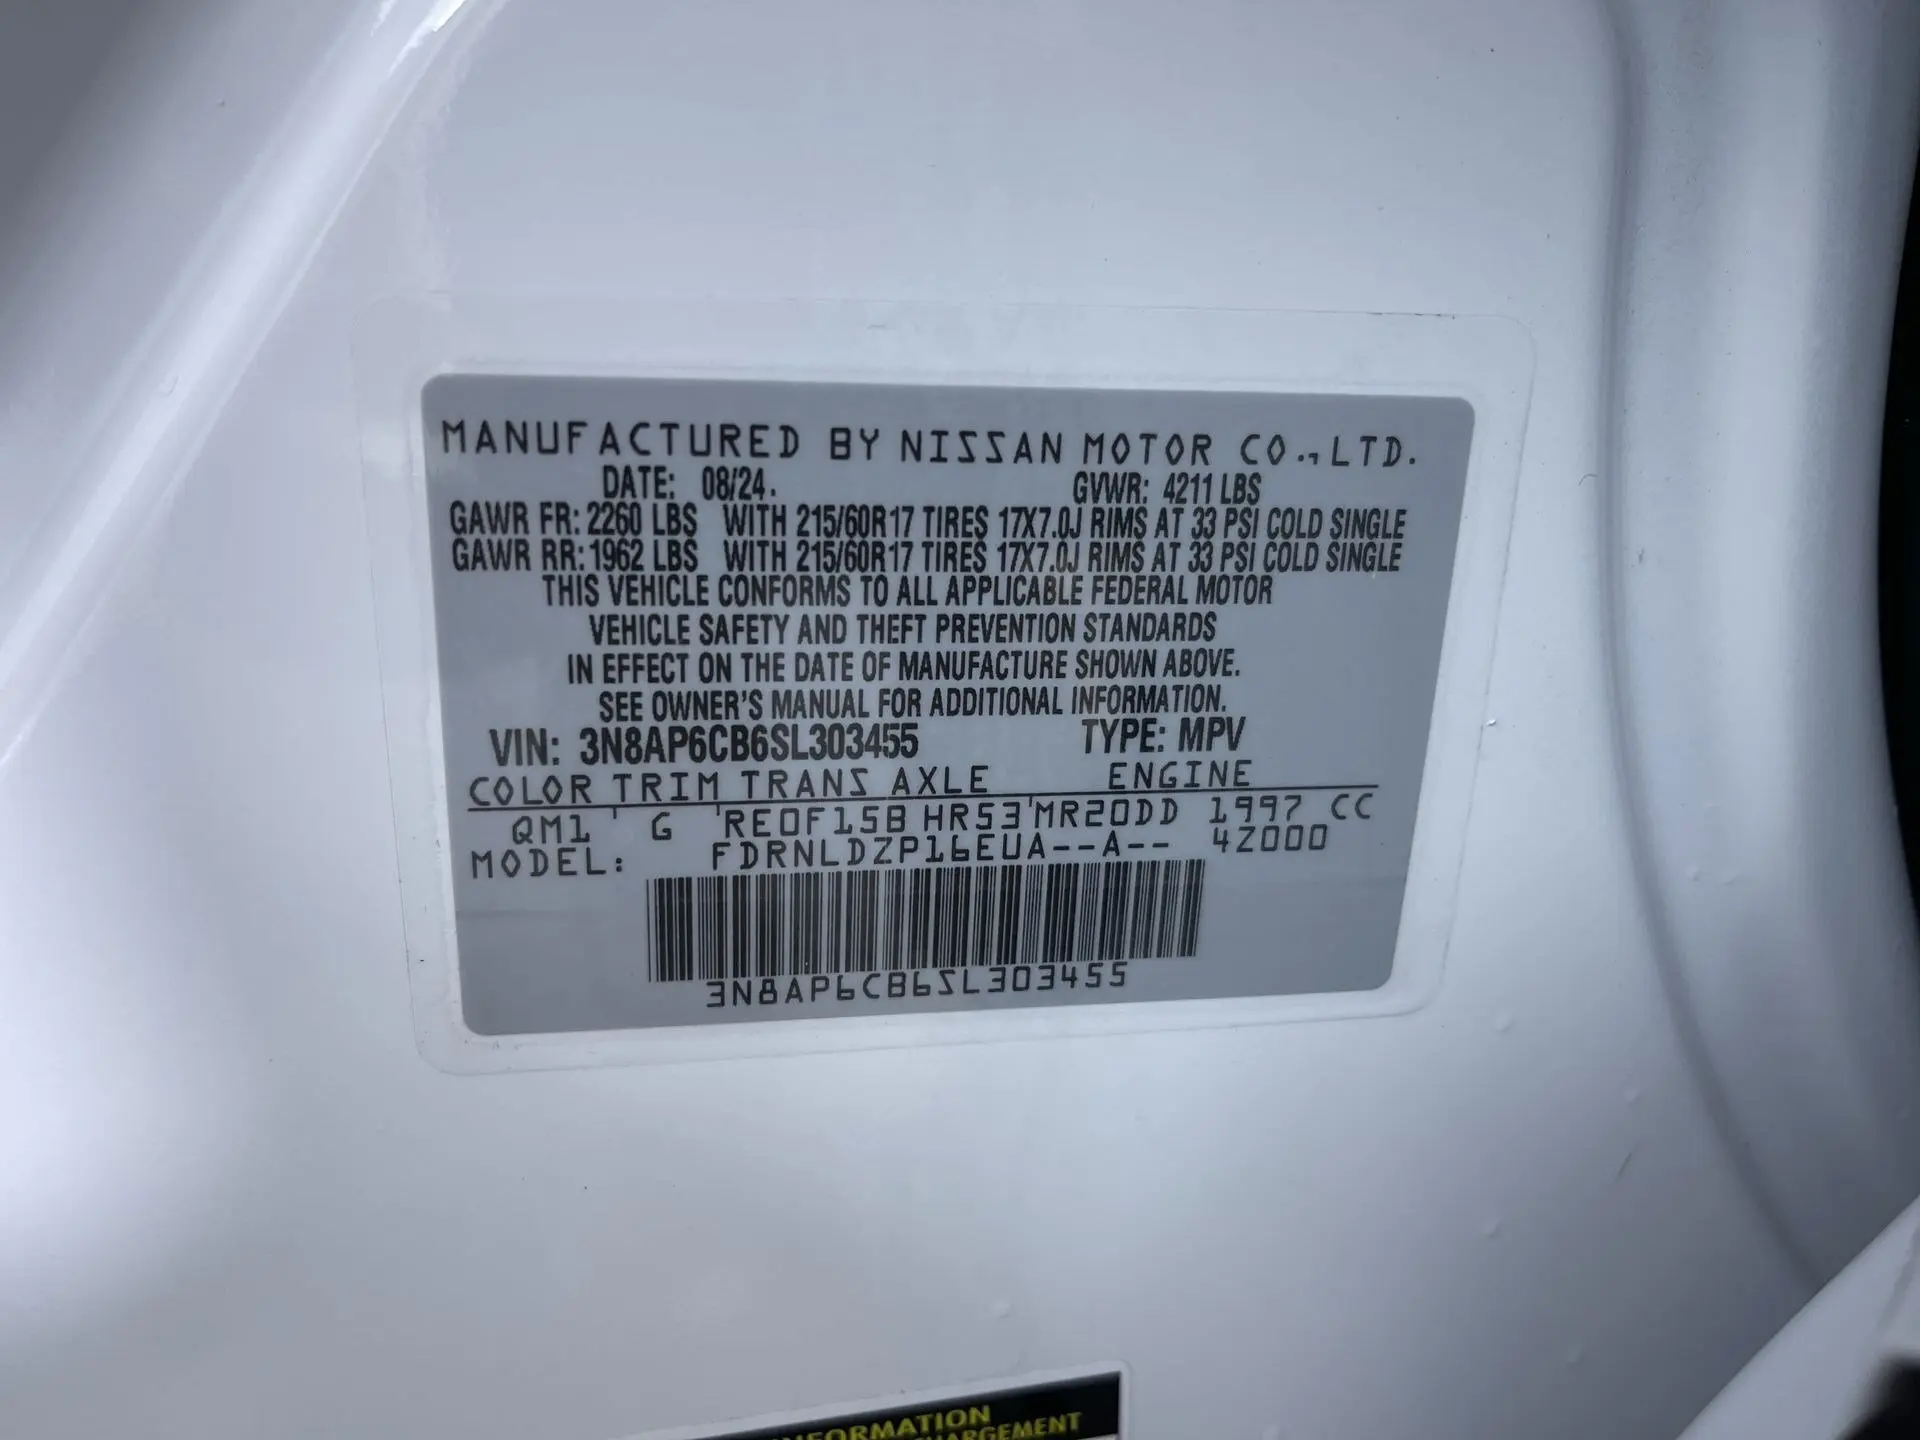 MANUFACTURED BY NISSAN MOTOR CO., LTD.
DATE: 08/24. GVWR: 4211 LBS
GAWR FR: 2260 LBS WITH 215/60R17 TIRES 17X7.0J RIMS AT 33 PSI COLD SINGLE
GAWR RR: 1962 LBS WITH 215/60R17 TIRES 17X7.0J RIMS AT 33 PSI COLD SINGLE
THIS VEHICLE CONFORMS TO ALL APPLICABLE FEDERAL MOTOR
VEHICLE SAFETY AND THEFT PREVENTION STANDARDS
IN EFFECT ON THE DATE OF MANUFACTURE SHOWN ABOVE.
SEE OWNER'S MANUAL FOR ADDITIONAL INFORMATION.
VIN: 3N8AP6CB6SL303455 TYPE: MPV
COLOR TRIM TRANS AXLE ENGINE
QM1 G RE0F15B HR53 MR20DD 1997 CC
MODEL: FDRNLDZP16EUA--A-- 4Z000
3N8AP6CB6SL303455